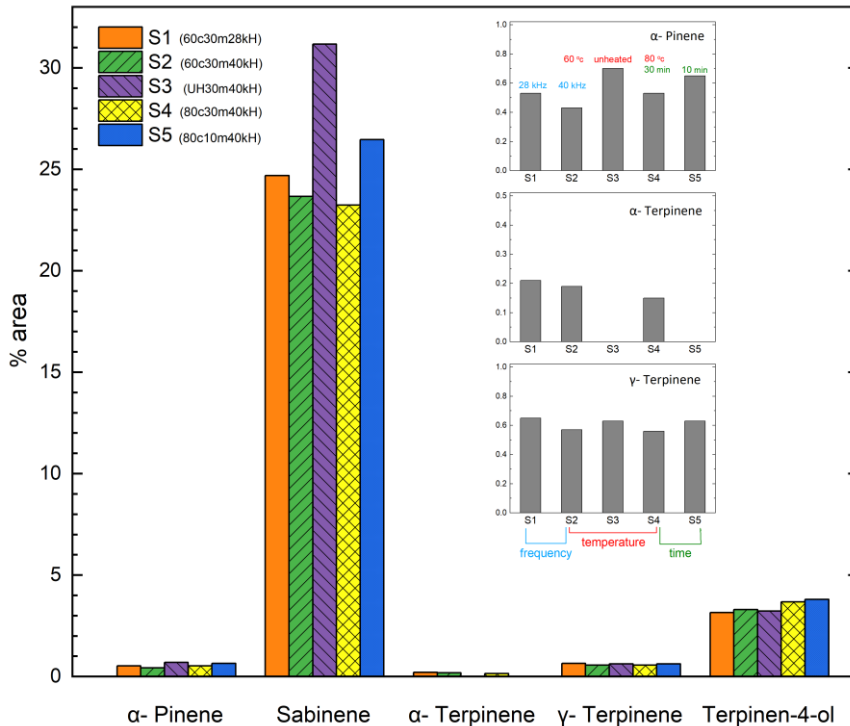 S1 (60c30m28kH)
S2 (60c30m40kH)
S3 (UH30m40kH)
S4 (80c30m40kH)
S5 (80c10m40kH)
% area
30
25
20
15
10
5
0
α- Pinene Sabinene α- Terpinene γ- Terpinene Terpinen-4-ol
α- Pinene
1.0
0.8
0.6
0.4
0.2
0.0
60 ºc unheated 80 ºc
30 min 10 min
28 kHz 40 kHz
S1 S2 S3 S4 S5
α- Terpinene
0.5
0.4
0.3
0.2
0.1
0.0
S1 S2 S3 S4 S5
γ- Terpinene
1.0
0.8
0.6
0.4
0.2
0.0
S1 S2 S3 S4 S5
frequency temperature time